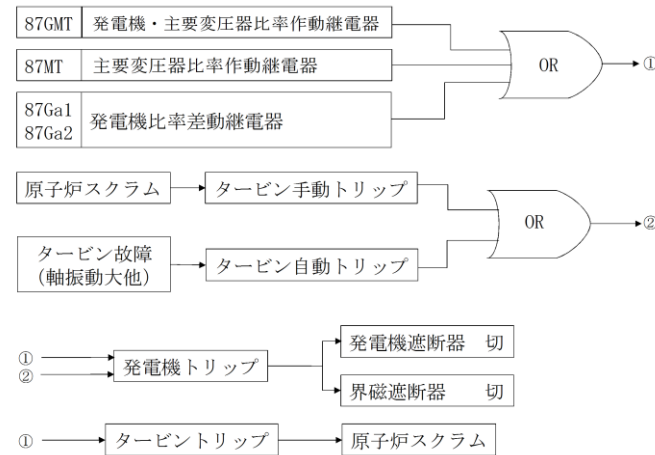 87GMT 発電機・主要変圧器比率作動継電器
87MT 主要変圧器比率作動継電器
87Ga1
87Ga2
発電機比率差動継電器
OR
①
原子炉スクラム
タービン手動トリップ
タービン故障
(軸振動大他)
タービン自動トリップ
OR
②
①
②
発電機トリップ
発電機遮断器 切
界磁遮断器 切
①
タービントリップ
原子炉スクラム